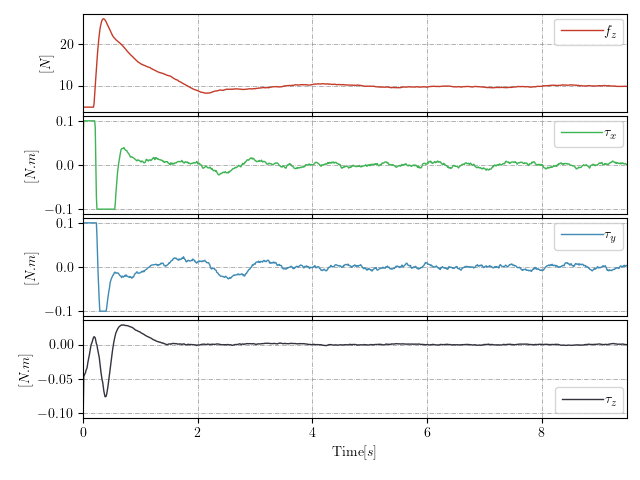 f_z
20
[N]
10
0.1
τ_x
[N.m]
0.0
−0.1
0.1
τ_y
[N.m]
0.0
−0.1
0.00
[N.m]
−0.05
τ_z
−0.10
0 2 4 6 8
Time[s]